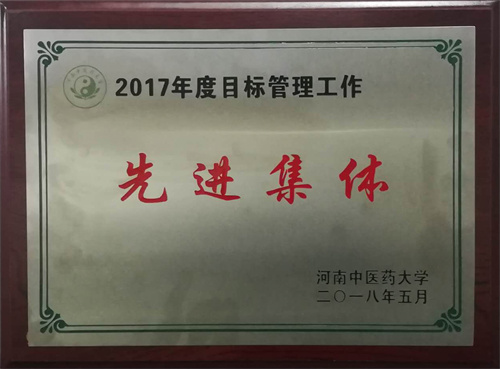 2017年度目标管理工作
先进集体
河南中医药大学
二〇一八年五月